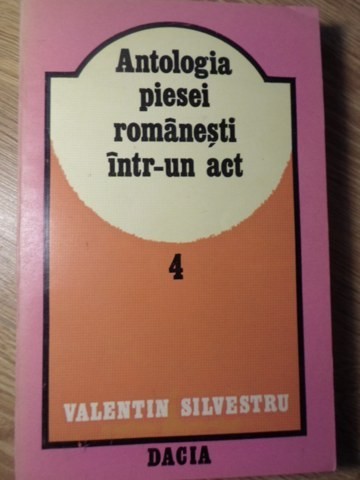 Antologia
piesei
românești
într-un act
4
VALENTIN SILVESTRU
DACIA